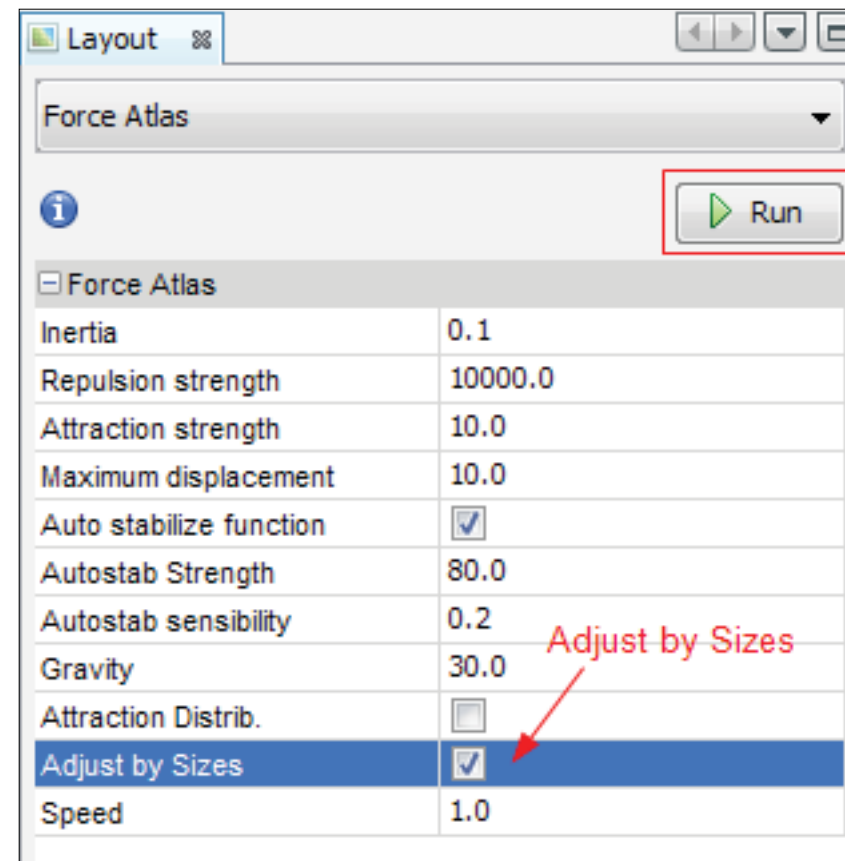 Layout
Force Atlas
Run
Force Atlas
Inertia 0.1
Repulsion strength 10000.0
Attraction strength 10.0
Maximum displacement 10.0
Auto stabilize function
Autostab Strength 80.0
Autostab sensibility 0.2
Adjust by Sizes
Gravity 30.0
Attraction Distrib.
Adjust by Sizes
Speed 1.0